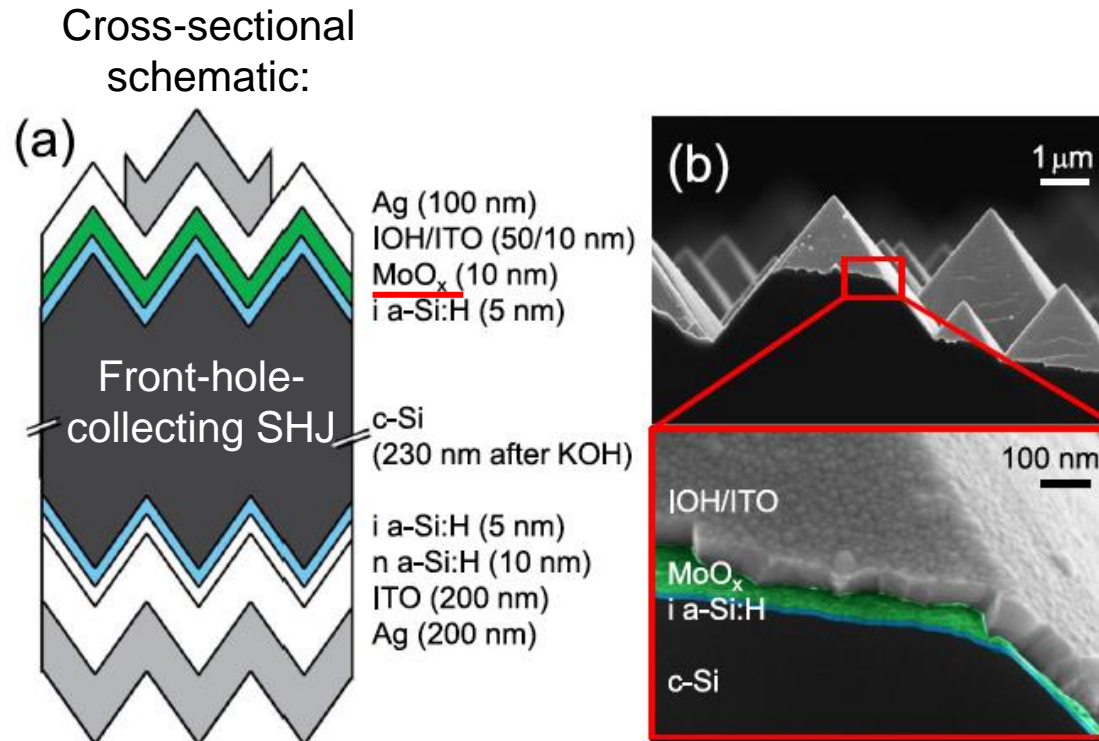 Cross-sectional
schematic:
(a)
Ag (100 nm)
IOH/ITO (50/10 nm)
MoOₓ (10 nm)
i a-Si:H (5 nm)
Front-hole-
collecting SHJ
c-Si
(230 nm after KOH)
i a-Si:H (5 nm)
n a-Si:H (10 nm)
ITO (200 nm)
Ag (200 nm)
(b)
1 μm
100 nm
IOH/ITO
MoOₓ
i a-Si:H
c-Si